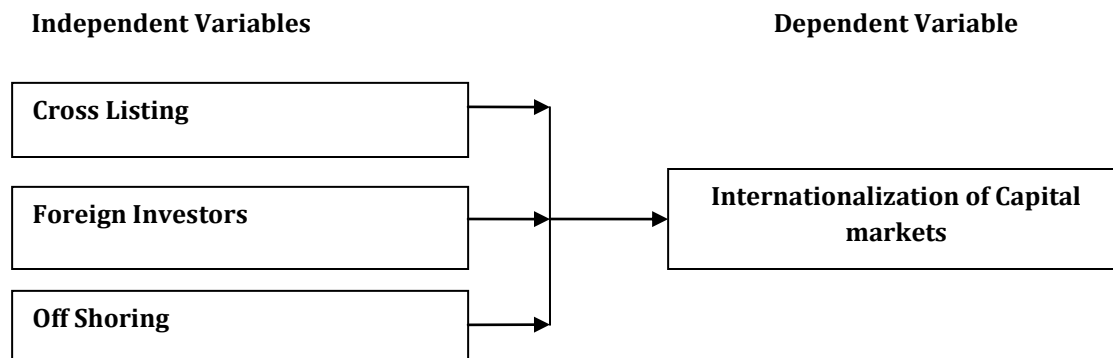 Independent Variables
Dependent Variable
Cross Listing
Foreign Investors
Internationalization of Capital
markets
Off Shoring